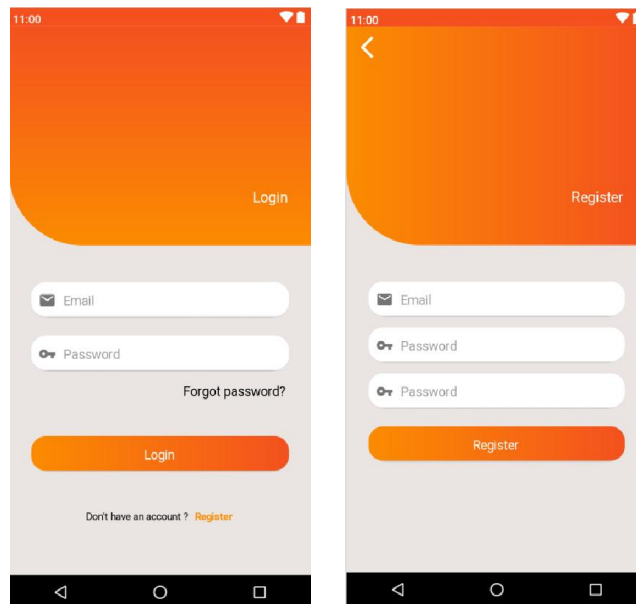 11:00
Login
Email
Password
Forgot password?
Login
Don't have an account ? Register
11:00
Register
Email
Password
Password
Register